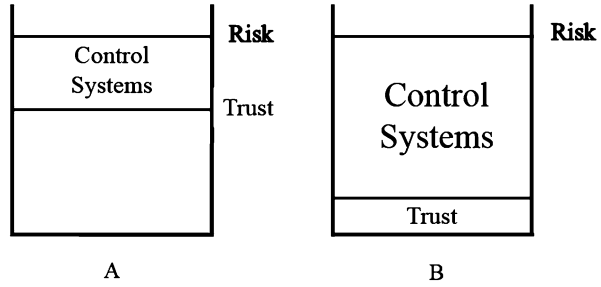 Risk
Control
Systems
Trust
A
Risk
Control
Systems
Trust
B